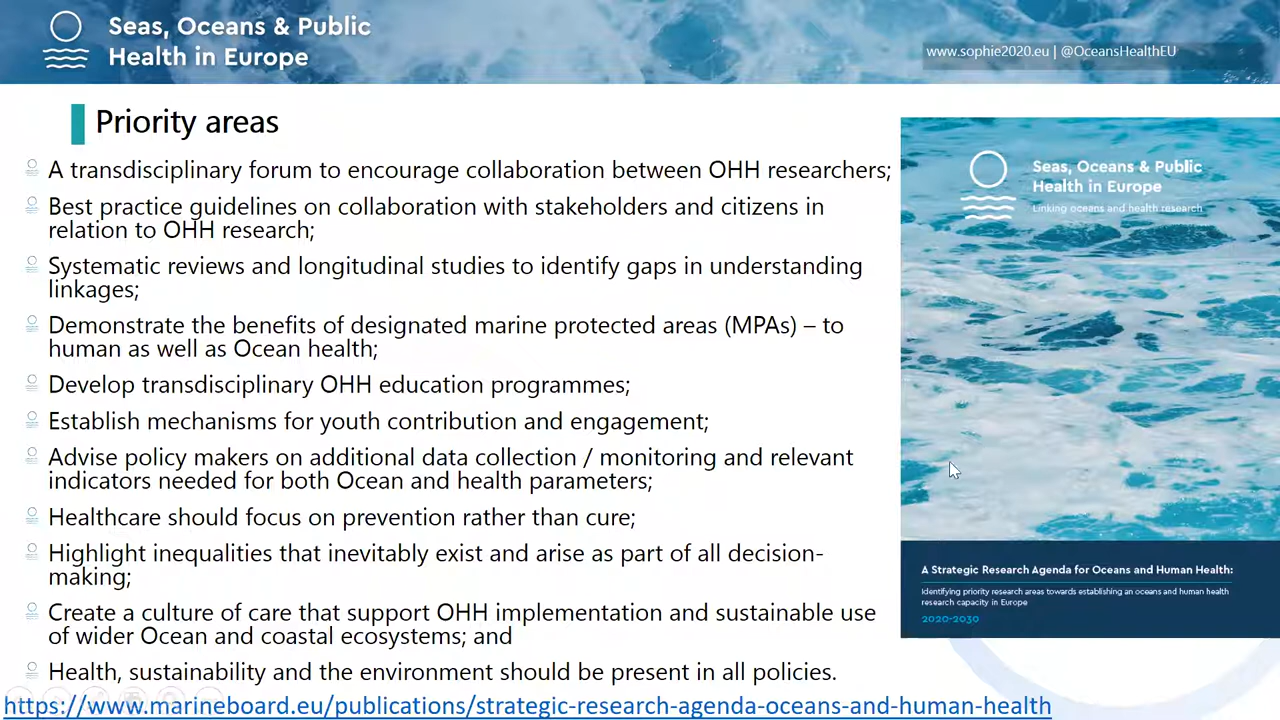 Seas, Oceans & Public
Health in Europe
www.sophie2020.eu | @OceansHealthEU
Priority areas
A transdisciplinary forum to encourage collaboration between OHH researchers;
Best practice guidelines on collaboration with stakeholders and citizens in
relation to OHH research;
Systematic reviews and longitudinal studies to identify gaps in understanding
linkages;
Demonstrate the benefits of designated marine protected areas (MPAs) – to
human as well as Ocean health;
Develop transdisciplinary OHH education programmes;
Establish mechanisms for youth contribution and engagement;
Advise policy makers on additional data collection / monitoring and relevant
indicators needed for both Ocean and health parameters;
Healthcare should focus on prevention rather than cure;
Highlight inequalities that inevitably exist and arise as part of all decision-
making;
Create a culture of care that support OHH implementation and sustainable use
of wider Ocean and coastal ecosystems; and
Health, sustainability and the environment should be present in all policies.
https://www.marineboard.eu/publications/strategic-research-agenda-oceans-and-human-health
Seas, Oceans & Public
Health in Europe
Linking oceans and health research
A Strategic Research Agenda for Oceans and Human Health:
Identifying priority research areas towards establishing an oceans and human health
research capacity in Europe
2020-2030